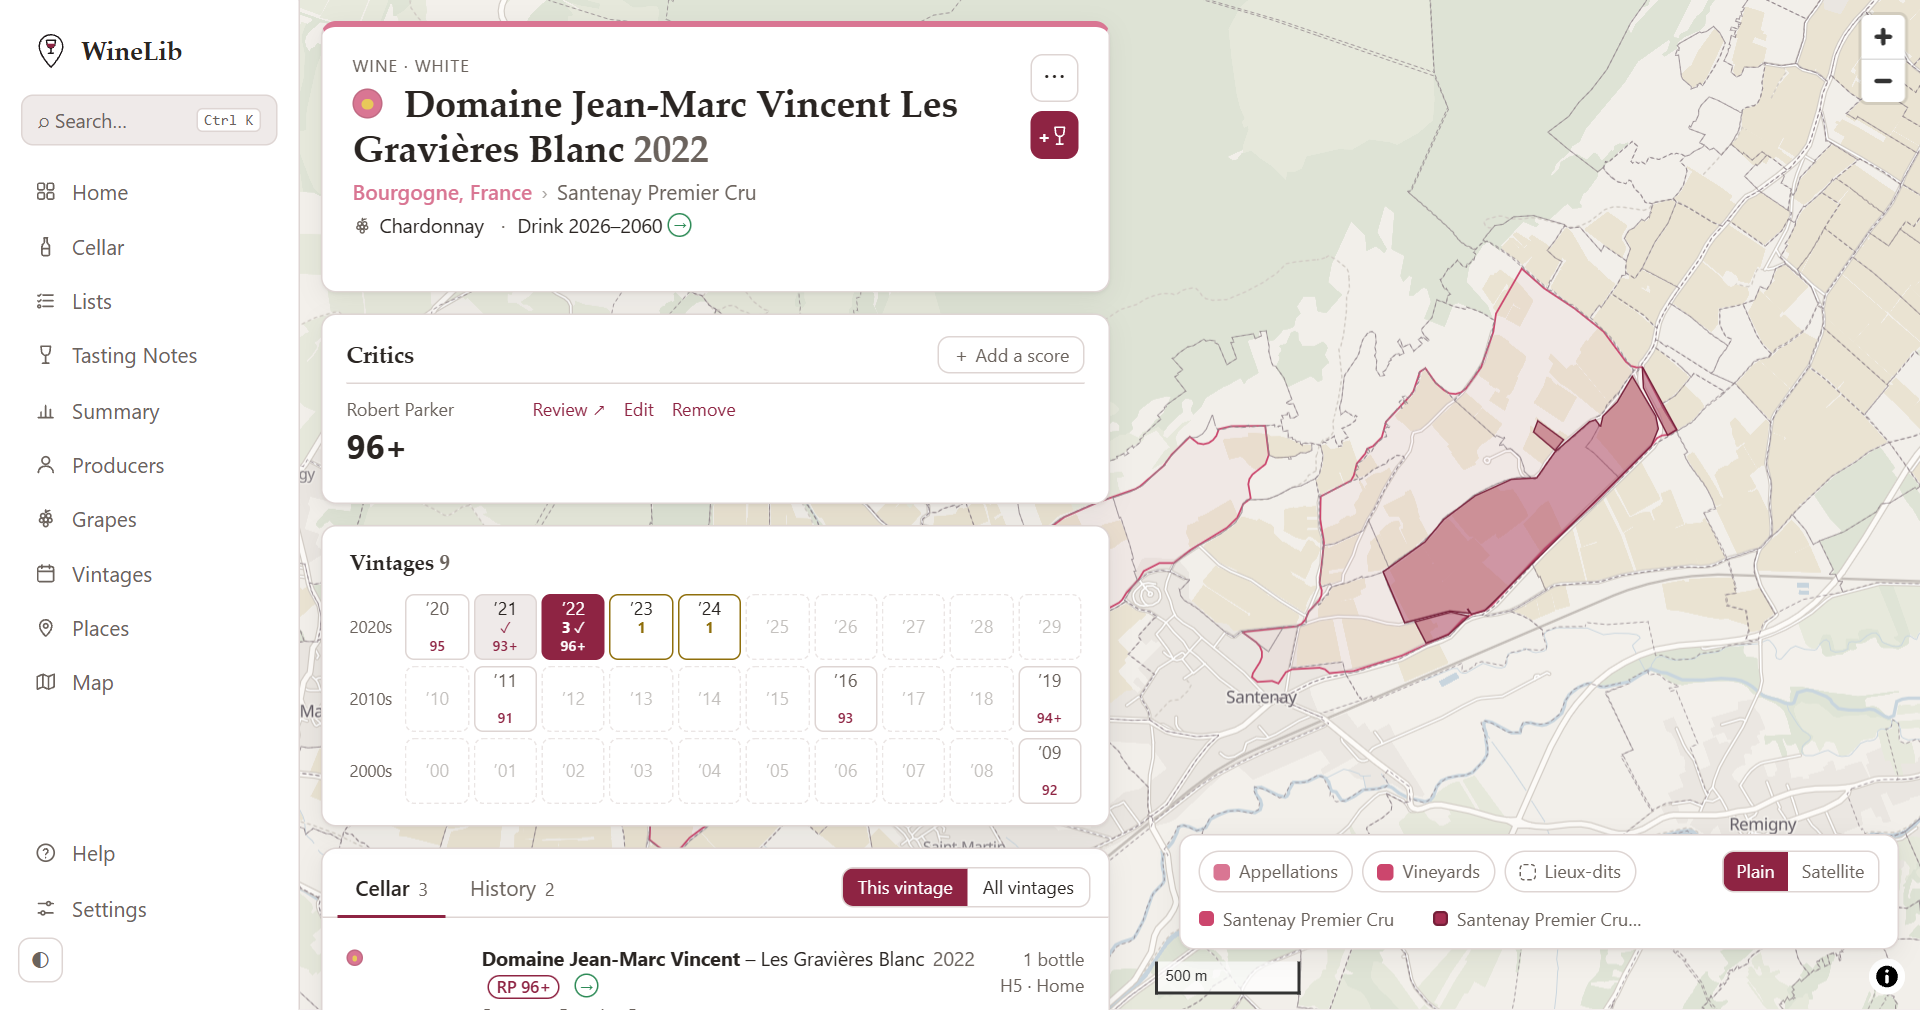 WineLib
Search...
Ctrl K
Home
Cellar
Lists
Tasting Notes
Summary
Producers
Grapes
Vintages
Places
Map
Help
Settings
WINE · WHITE
Domaine Jean-Marc Vincent Les
Gravières Blanc 2022
Bourgogne, France › Santenay Premier Cru
Chardonnay · Drink 2026–2060
Critics
+ Add a score
Robert Parker Review ↗ Edit Remove
96+
Vintages 9
2020s '20 '21 '22 '23 '24 '25 '26 '27 '28 '29
✓ 3 ✓ 1 1
95 93+ 96+
2010s '10 '11 '12 '13 '14 '15 '16 '17 '18 '19
91 93 94+
2000s '00 '01 '02 '03 '04 '05 '06 '07 '08 '09
92
Cellar 3 History 2 This vintage All vintages
Domaine Jean-Marc Vincent – Les Gravières Blanc 2022 1 bottle
RP 96+ H5 · Home
gy
Ma
Saint-Martin
Santenay
Remigny
Appellations Vineyards Lieux-dits Plain Satellite
Santenay Premier Cru Santenay Premier Cru...
500 m